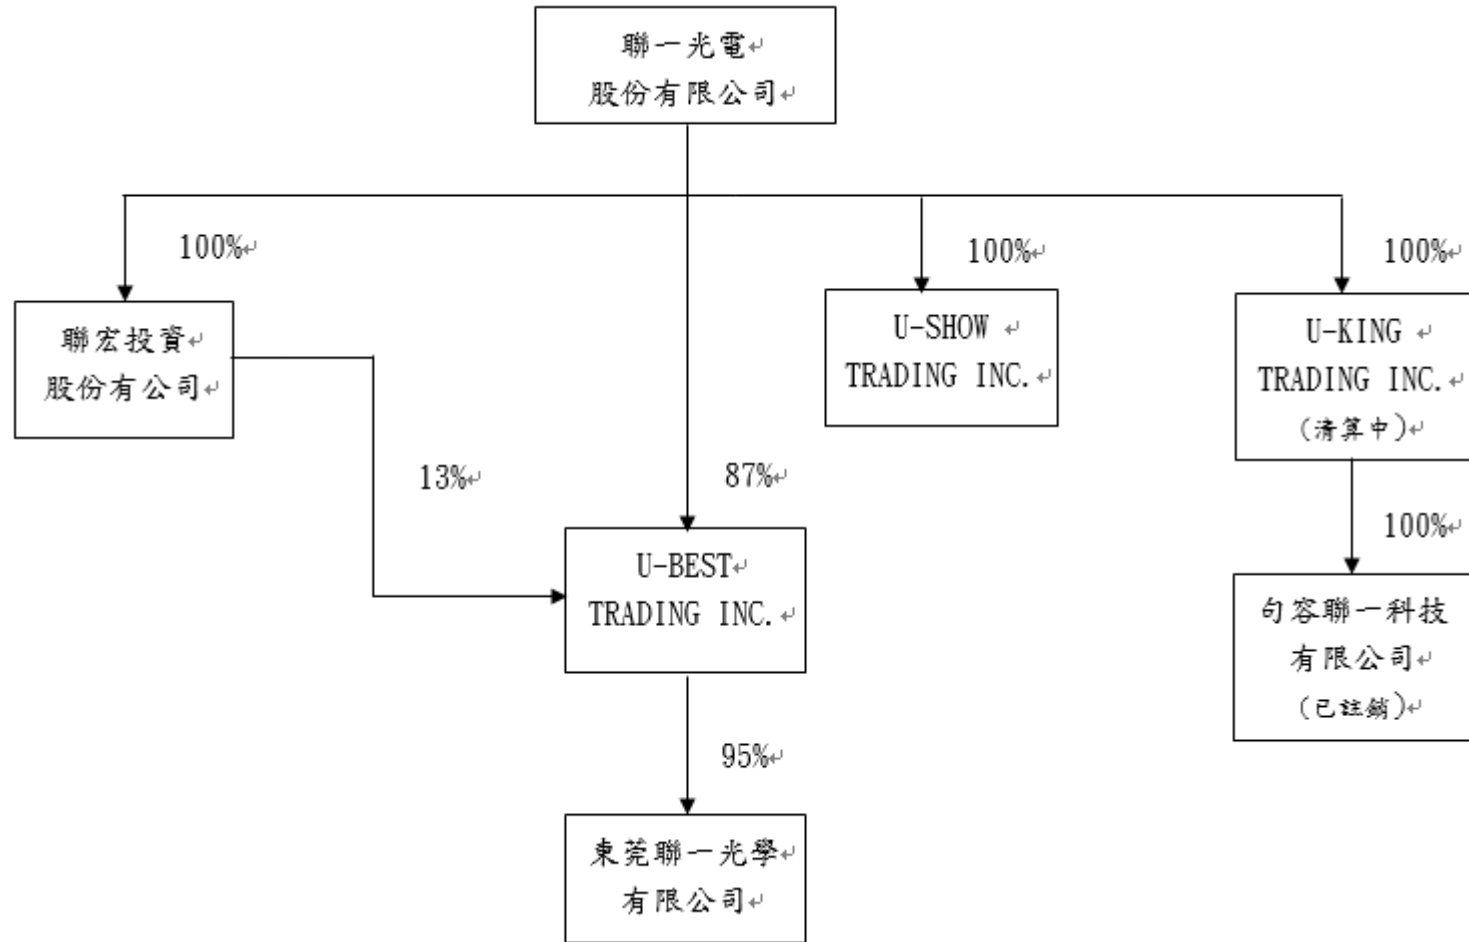 聯一光電
股份有限公司
100%
100%
100%
聯宏投資
股份有公司
U-SHOW
TRADING INC.
U-KING
TRADING INC.
(清算中)
13%
87%
100%
U-BEST
TRADING INC.
句容聯一科技
有限公司
(已註銷)
95%
東莞聯一光學
有限公司